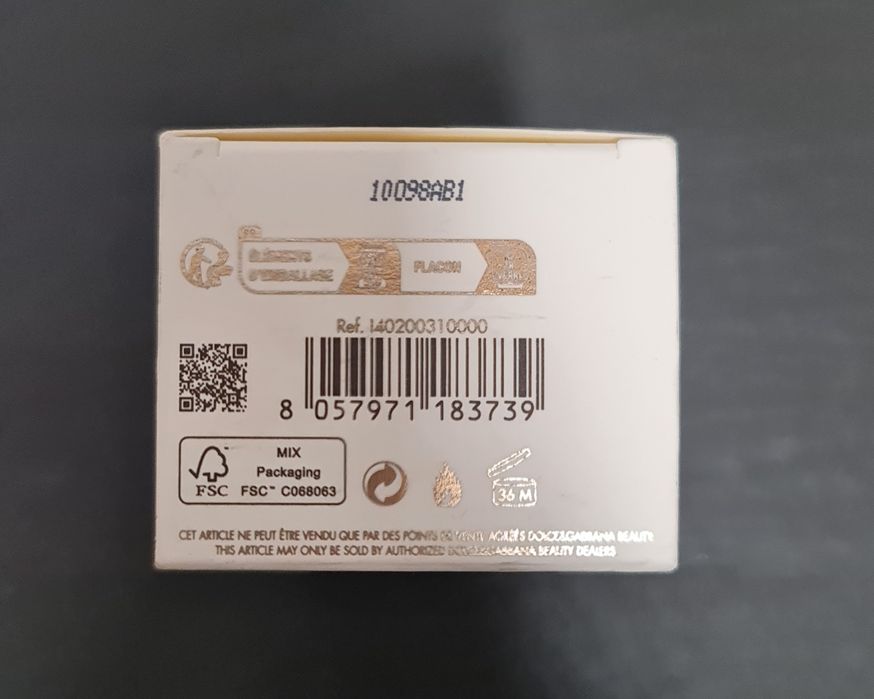 10098AB1
FR
ÉLÉMENTS
D'EMBALLAGE
FLACON
VERRE
Ref. I40200310000
8 057971 183739
MIX
Packaging
FSC™ C068063
FSC
36 M
CET ARTICLE NE PEUT ÊTRE VENDU QUE PAR DES POINTS DE VENTE AGRÉÉS DOLCE&GABBANA BEAUTY
THIS ARTICLE MAY ONLY BE SOLD BY AUTHORIZED DOLCE&GABBANA BEAUTY DEALERS